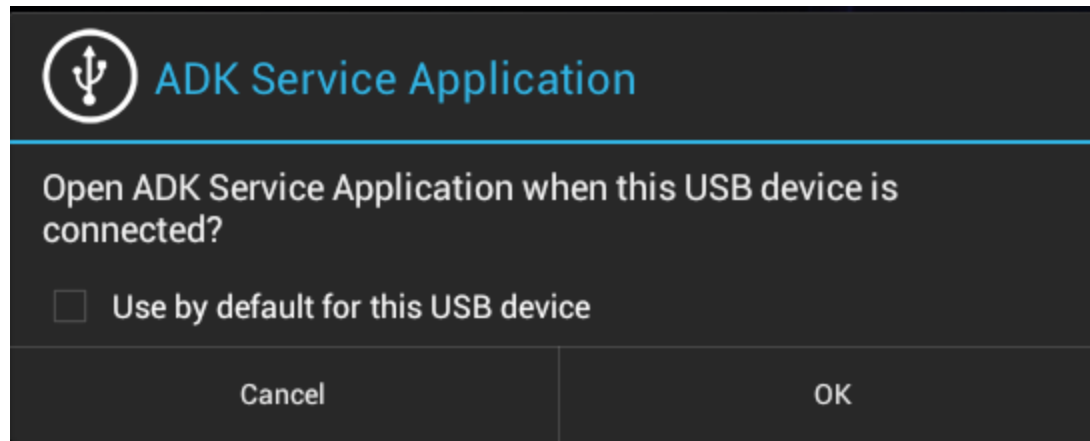 ADK Service Application
Open ADK Service Application when this USB device is
connected?
Use by default for this USB device
Cancel
OK